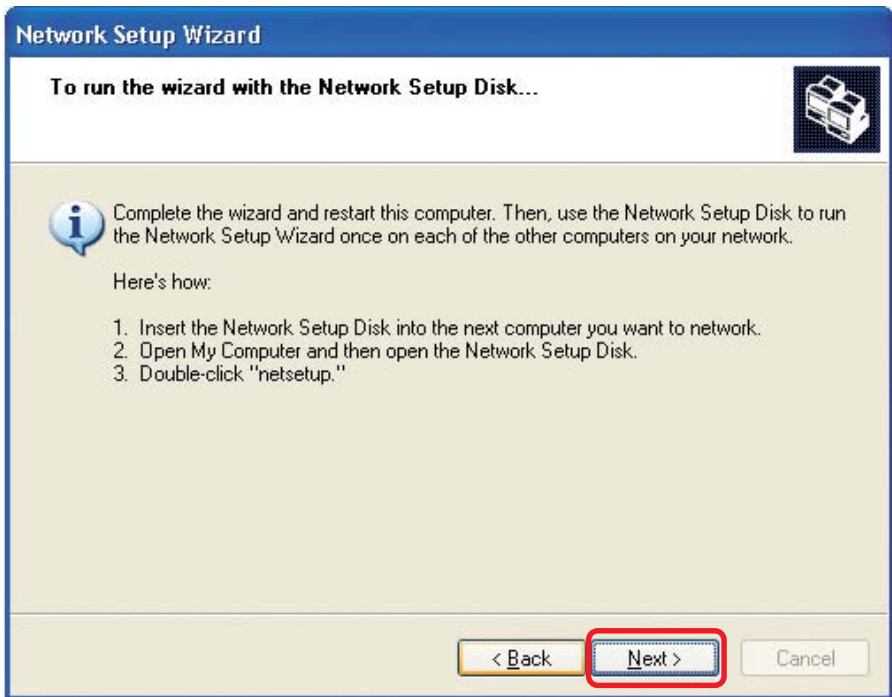 Network Setup Wizard
To run the wizard with the Network Setup Disk...
Complete the wizard and restart this computer. Then, use the Network Setup Disk to run
the Network Setup Wizard once on each of the other computers on your network.
Here's how:
1. Insert the Network Setup Disk into the next computer you want to network.
2. Open My Computer and then open the Network Setup Disk.
3. Double-click "netsetup."
< Back Next > Cancel